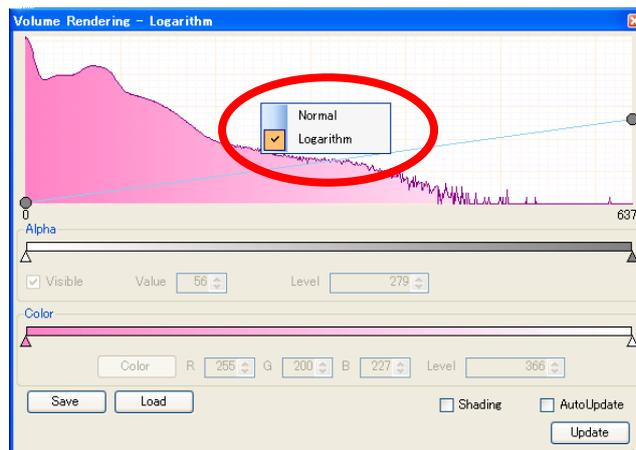 Volume Rendering - Logarithm
Normal
Logarithm
0
637
Alpha
Visible Value 56 Level 279
Color
Color R 255 G 200 B 227 Level 366
Save Load Shading AutoUpdate
Update